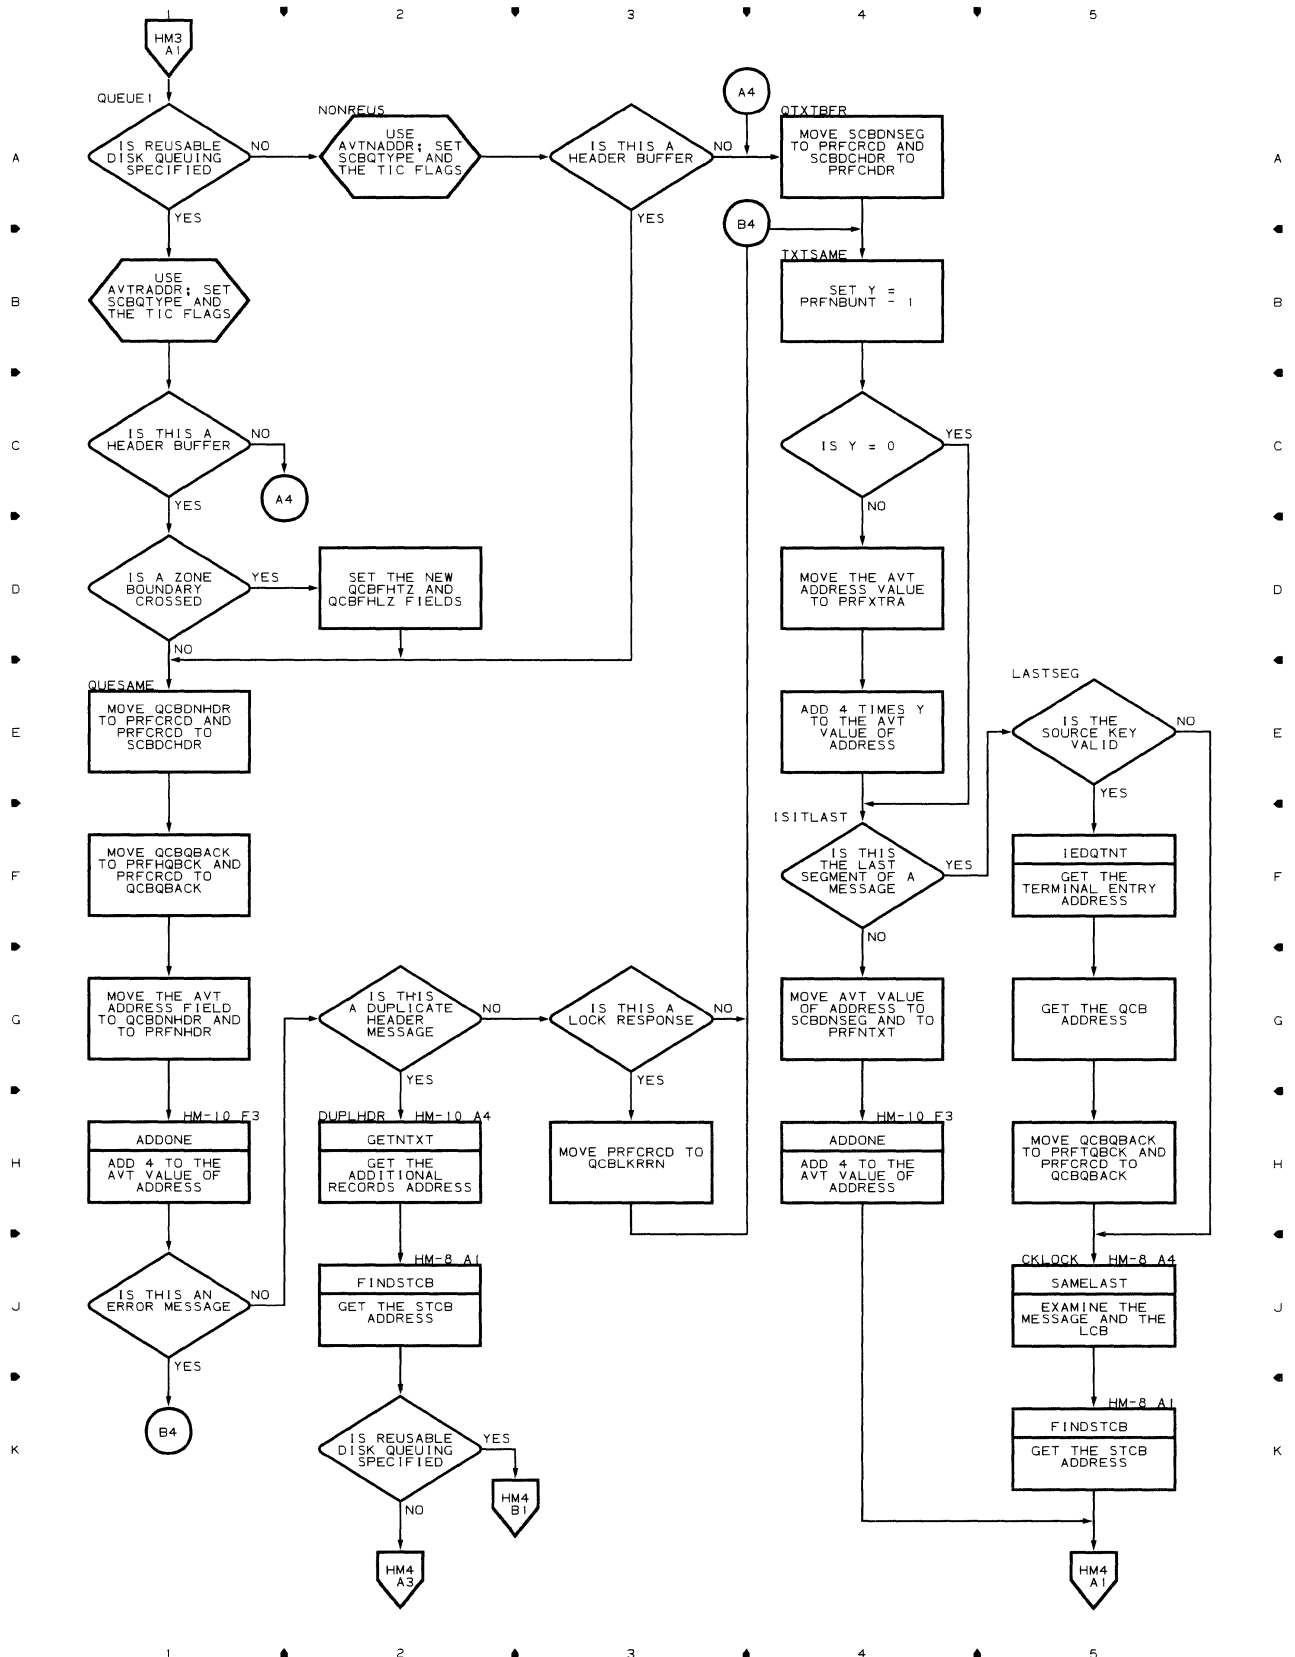 1 2 3 4 5
HM3
A1
QUEUE1
IS REUSABLE
DISK QUEUING
SPECIFIED
NO
YES
NONREUS
USE
AVTNADDR; SET
SCBQTYPE AND
THE TIC FLAGS
IS THIS A
HEADER BUFFER
NO
YES
A4
QTXTBFR
MOVE SCBDNSEG
TO PRFCRCD AND
SCBDCHDR TO
PRFCHDR
A
A
B4
USE
AVTRADDR; SET
SCBQTYPE AND
THE TIC FLAGS
TXTSAME
SET Y =
PRFNBUNT - 1
B
B
IS THIS A
HEADER BUFFER
NO
YES
A4
IS Y = 0
YES
NO
C
C
IS A ZONE
BOUNDARY
CROSSED
YES
NO
SET THE NEW
QCBFHTZ AND
QCBFHLZ FIELDS
MOVE THE AVT
ADDRESS VALUE
TO PRFXTRA
D
D
QUESAME
MOVE QCBDNHDR
TO PRFCRCD AND
PRFCRCD TO
SCBDCHDR
ADD 4 TIMES Y
TO THE AVT
VALUE OF
ADDRESS
LASTSEG
IS THE
SOURCE KEY
VALID
NO
YES
E
E
MOVE QCBQBACK
TO PRFHQBCK AND
PRFCRCD TO
QCBQBACK
ISITLAST
IS THIS
THE LAST
SEGMENT OF A
MESSAGE
YES
NO
IEDQTNT
GET THE
TERMINAL ENTRY
ADDRESS
F
F
MOVE THE AVT
ADDRESS FIELD
TO QCBDNHDR AND
TO PRFNHDR
IS THIS
A DUPLICATE
HEADER
MESSAGE
NO
YES
IS THIS A
LOCK RESPONSE
NO
YES
MOVE AVT VALUE
OF ADDRESS TO
SCBDNSEG AND TO
PRFNTXT
GET THE QCB
ADDRESS
G
G
HM-10 F3
ADDONE
ADD 4 TO THE
AVT VALUE OF
ADDRESS
DUPLHDR HM-10 A4
GETNTXT
GET THE
ADDITIONAL
RECORDS ADDRESS
MOVE PRFCRCD TO
QCBLKRRN
HM-10 F3
ADDONE
ADD 4 TO THE
AVT VALUE OF
ADDRESS
MOVE QCBQBACK
TO PRFTQBCK AND
PRFCRCD TO
QCBQBACK
H
H
IS THIS AN
ERROR MESSAGE
NO
YES
HM-8 A1
FINDSTCB
GET THE STCB
ADDRESS
CKLOCK HM-8 A4
SAMELAST
EXAMINE THE
MESSAGE AND THE
LCB
J
J
B4
IS REUSABLE
DISK QUEUING
SPECIFIED
YES
NO
HM4
B1
HM-8 A1
FINDSTCB
GET THE STCB
ADDRESS
K
K
HM4
A3
HM4
A1
1 2 3 4 5